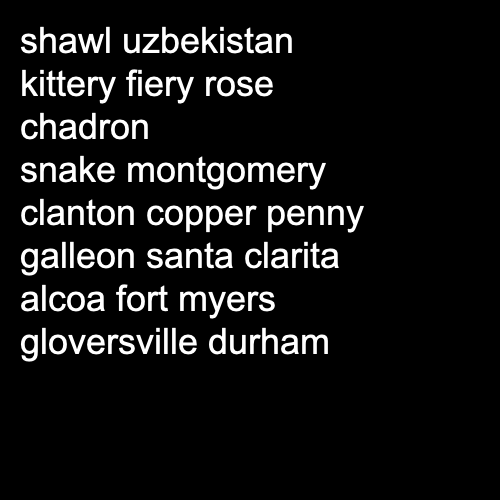 shawl uzbekistan
kittery fiery rose
chadron
snake montgomery
clanton copper penny
galleon santa clarita
alcoa fort myers
gloversville durham